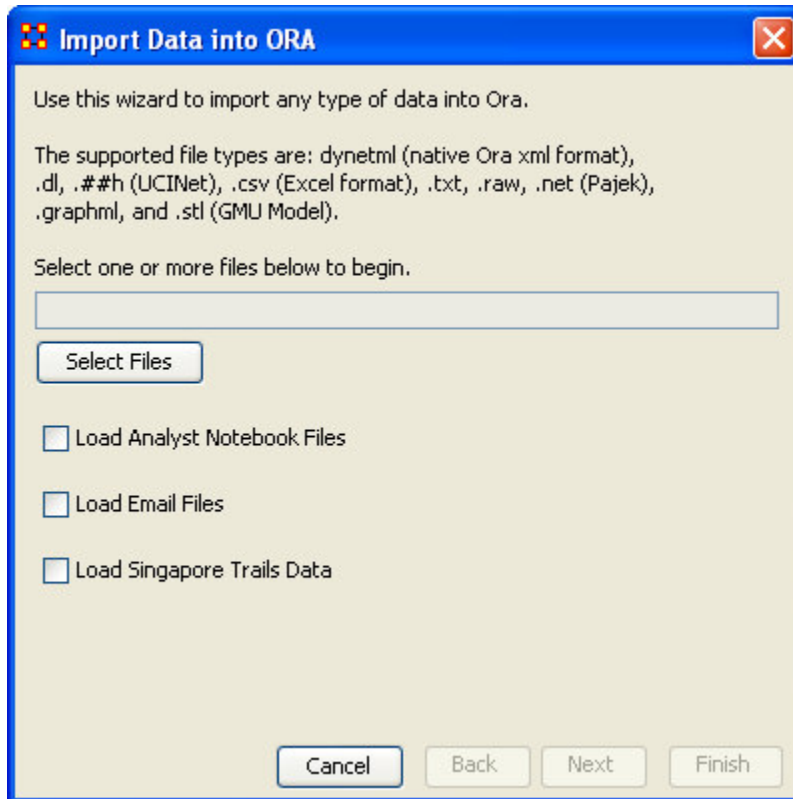 Import Data into ORA
Use this wizard to import any type of data into Ora.
The supported file types are: dynetml (native Ora xml format),
.dl, .##h (UCINet), .csv (Excel format), .txt, .raw, .net (Pajek),
.graphml, and .stl (GMU Model).
Select one or more files below to begin.
Select Files
Load Analyst Notebook Files
Load Email Files
Load Singapore Trails Data
Cancel Back Next Finish